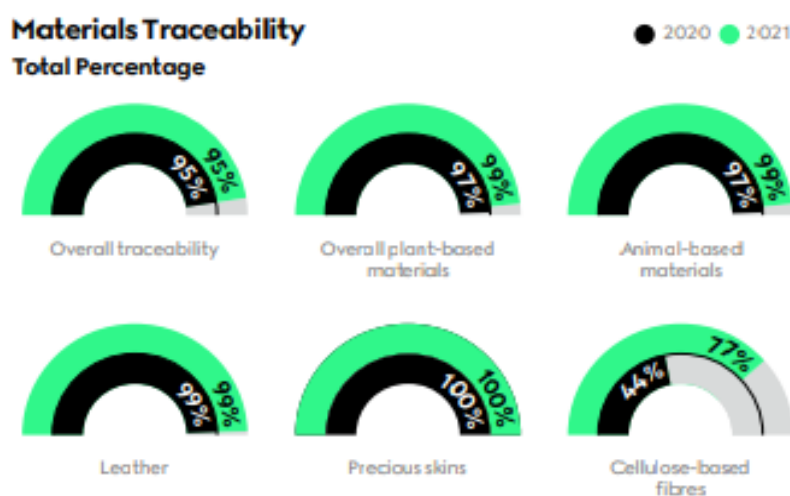 Materials Traceability
2020 2021
Total Percentage
95% 95%
97% 99%
97% 99%
Overall traceability
Overall plant-based
materials
Animal-based
materials
99% 99%
100% 100%
44% 77%
Leather
Precious skins
Cellulose-based
fibres